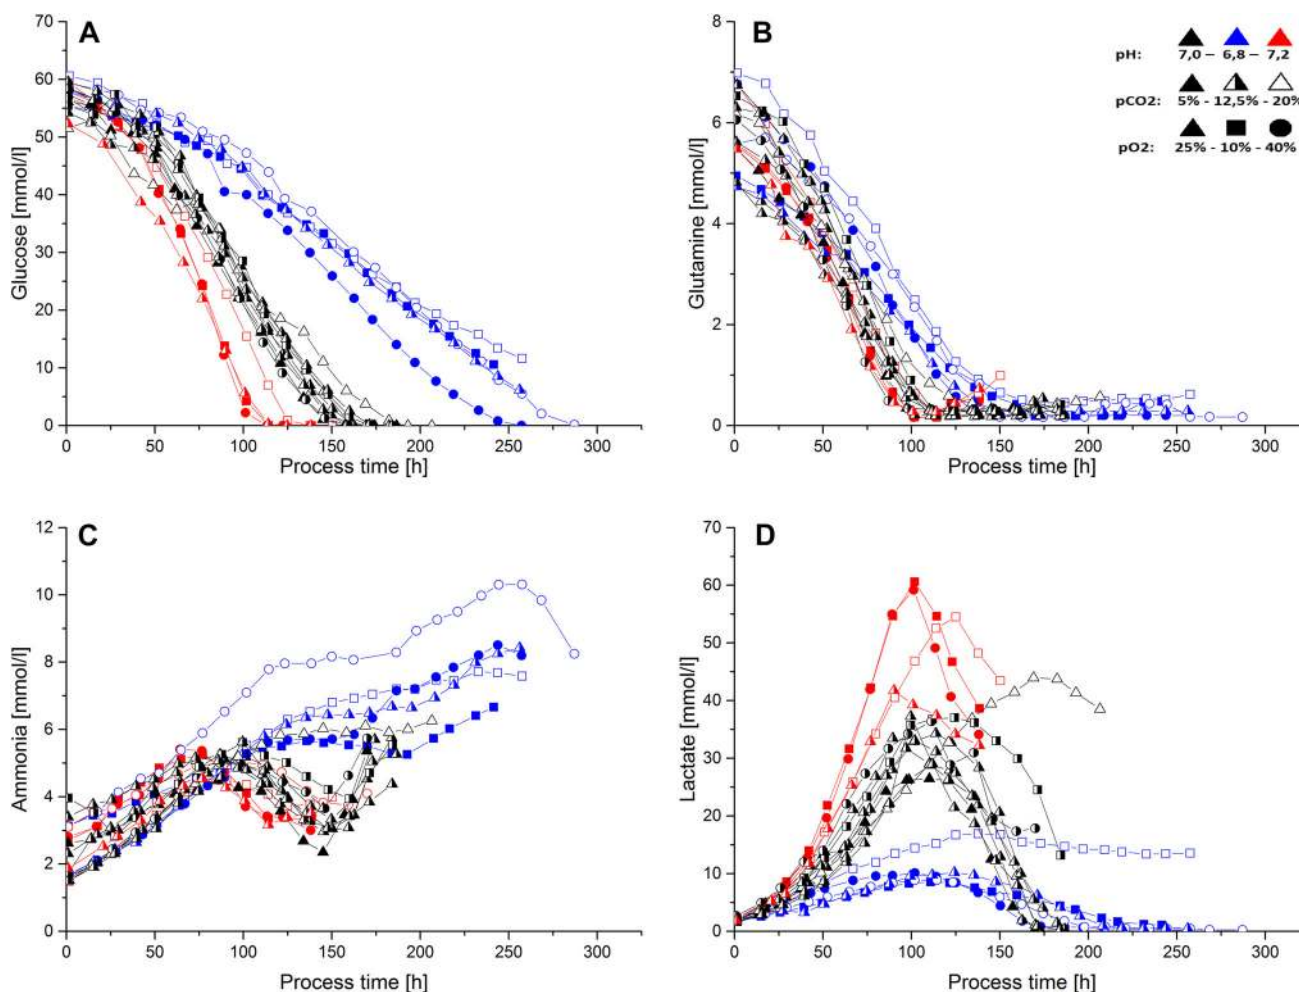 A
70
60
50
40
30
20
10
0
Glucose [mmol/l]
0 50 100 150 200 250 300
Process time [h]
B
8
6
4
2
0
Glutamine [mmol/l]
0 50 100 150 200 250 300
Process time [h]
pH: 7,0 – 6,8 – 7,2
pCO2: 5% - 12,5% - 20%
pO2: 25% - 10% - 40%
C
12
10
8
6
4
2
0
Ammonia [mmol/l]
0 50 100 150 200 250 300
Process time [h]
D
70
60
50
40
30
20
10
0
Lactate [mmol/l]
0 50 100 150 200 250 300
Process time [h]